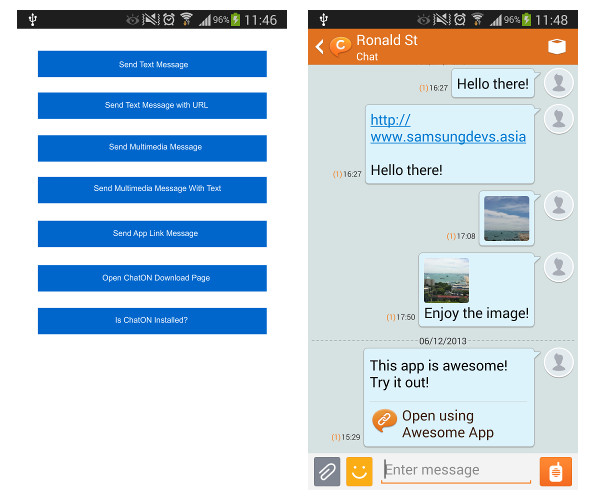 96% 11:46
Send Text Message
Send Text Message with URL
Send Multimedia Message
Send Multimedia Message With Text
Send App Link Message
Open ChatON Download Page
Is ChatON Installed?
96% 11:48
C
Ronald St
Chat
Hello there!
(1) 16:27
http://
www.samsungdevs.asia
Hello there!
(1) 16:27
(1) 17:08
Enjoy the image!
(1) 17:50
06/12/2013
This app is awesome!
Try it out!
Open using
Awesome App
(1) 15:29
Enter message